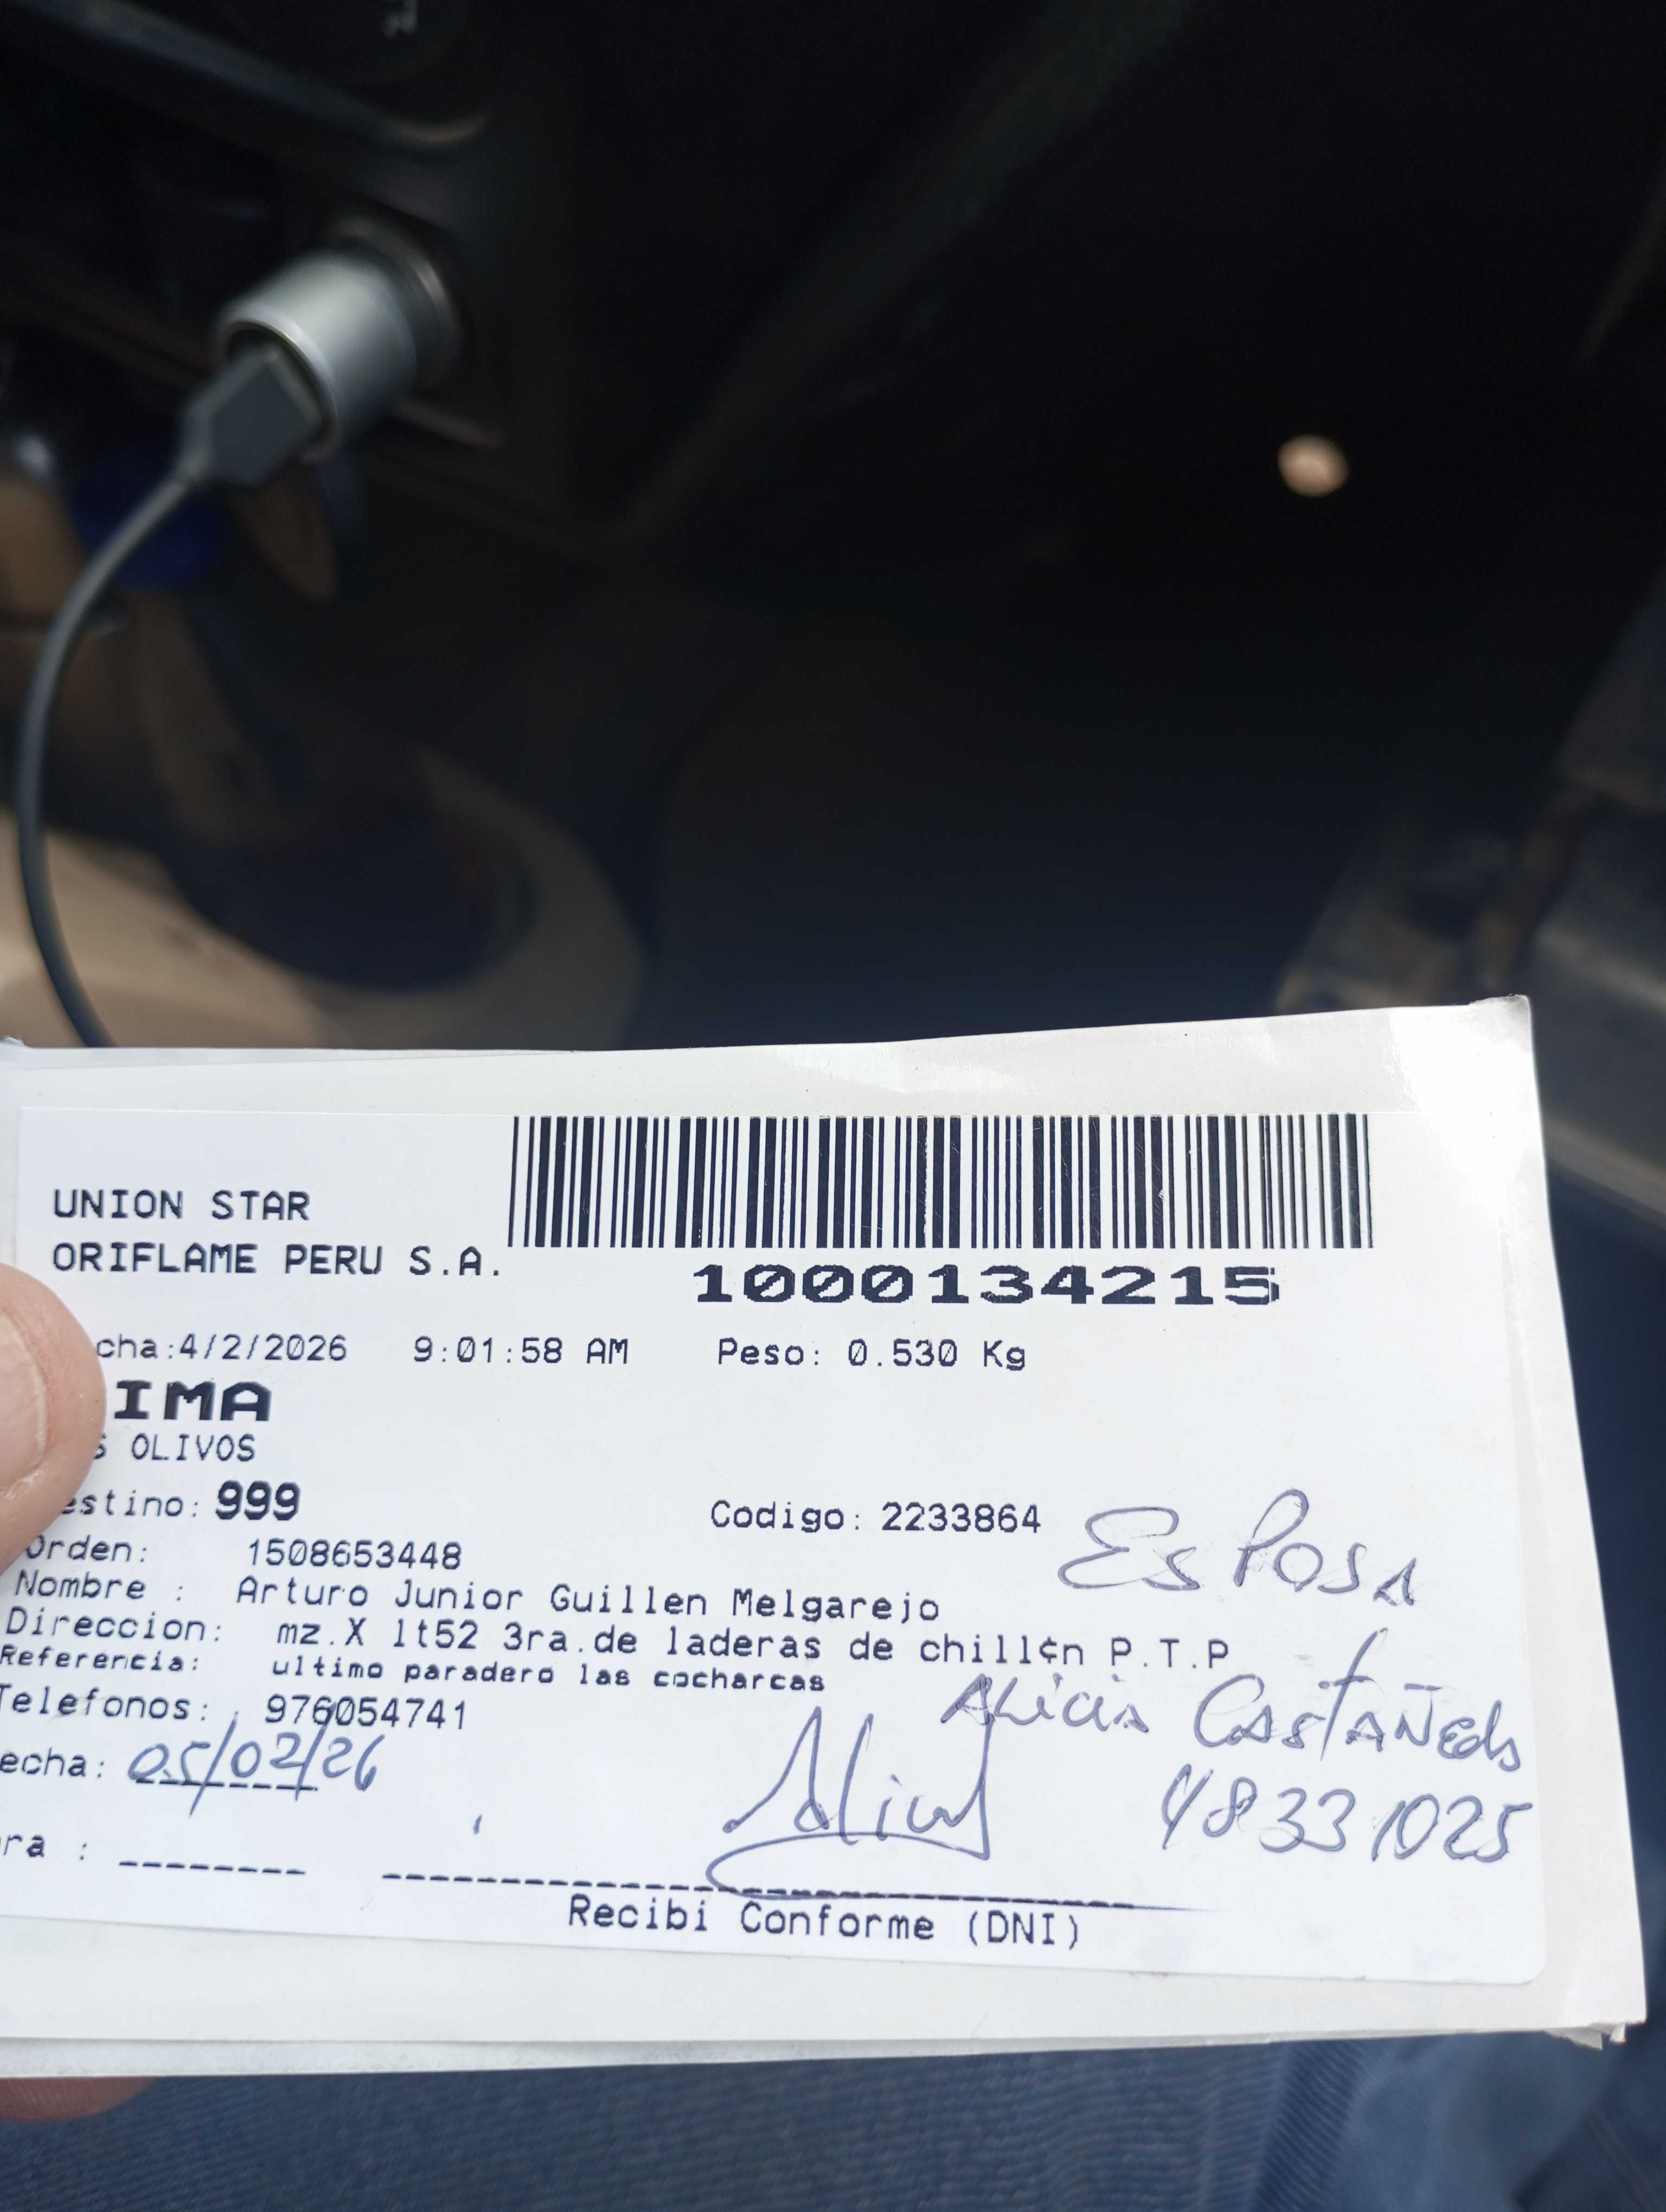 UNION STAR
ORIFLAME PERU S.A.
1000134215
cha:4/2/2026 9:01:58 AM Peso: 0.530 Kg
IMA
S OLIVOS
estino: 999 Codigo: 2233864
Esposa
Orden: 1508653448
Nombre : Arturo Junior Guillen Melgarejo
Direccion: mz.X lt52 3ra.de laderas de chill¢n P.T.P
Referencia: ultimo paradero las cocharcas
Alicia Castañeda
Telefonos: 976054741
echa: 05/02/26
48331025
ra : --------
Recibi Conforme (DNI)